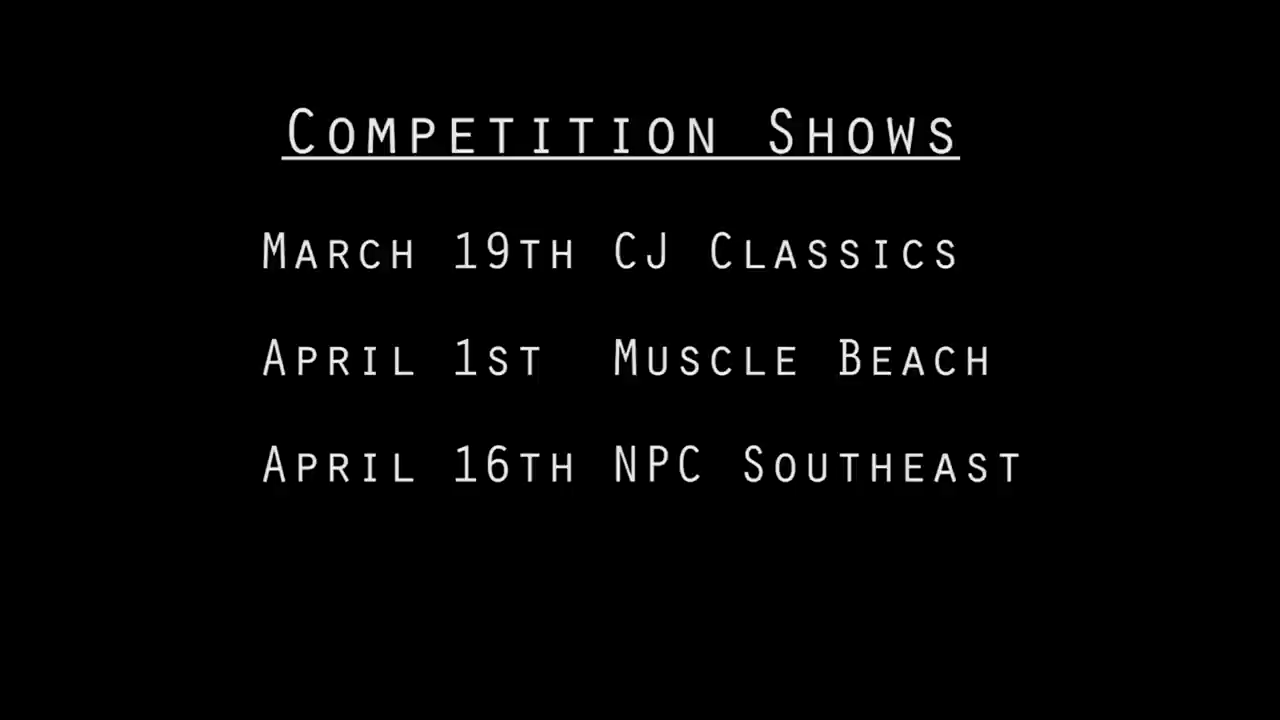 Competition Shows
March 19th CJ Classics
April 1st Muscle Beach
April 16th NPC Southeast